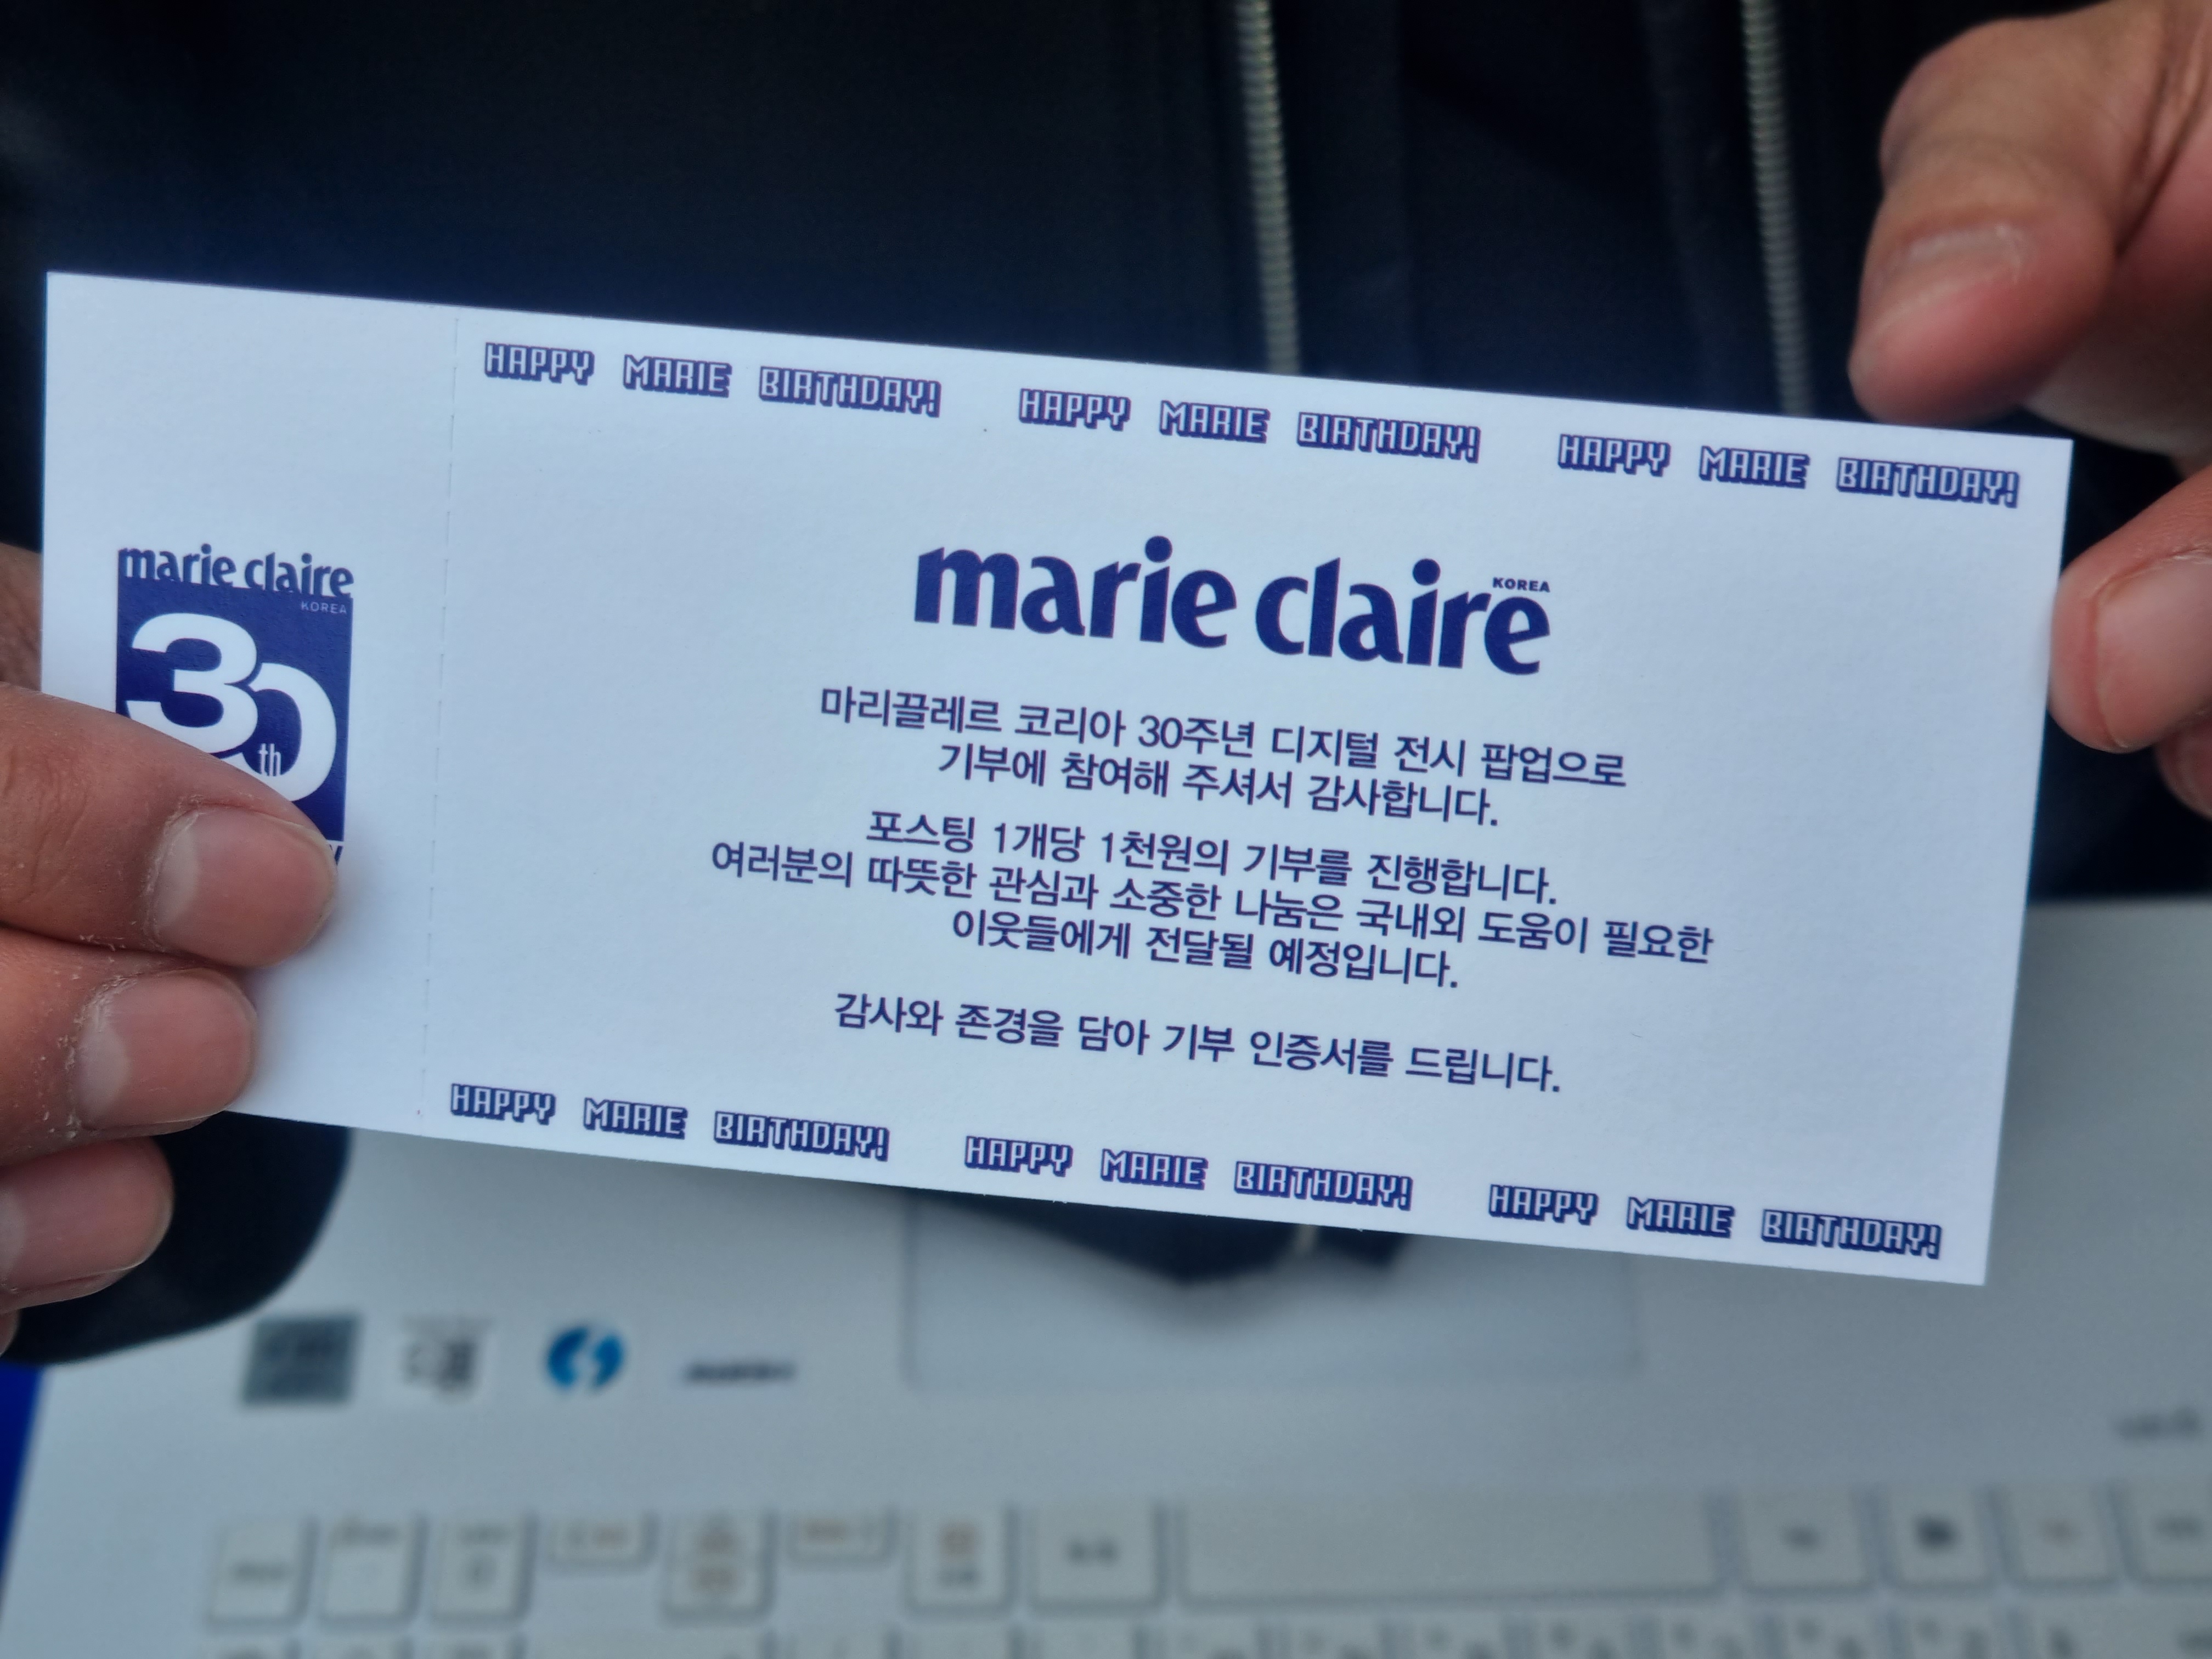 marie claire
KOREA
30
th
HAPPY MARIE BIRTHDAY! HAPPY MARIE BIRTHDAY! HAPPY MARIE BIRTHDAY!
marie claire
KOREA
마리끌레르 코리아 30주년 디지털 전시 팝업으로
기부에 참여해 주셔서 감사합니다.
포스팅 1개당 1천원의 기부를 진행합니다.
여러분의 따뜻한 관심과 소중한 나눔은 국내외 도움이 필요한
이웃들에게 전달될 예정입니다.
감사와 존경을 담아 기부 인증서를 드립니다.
HAPPY MARIE BIRTHDAY! HAPPY MARIE BIRTHDAY! HAPPY MARIE BIRTHDAY!